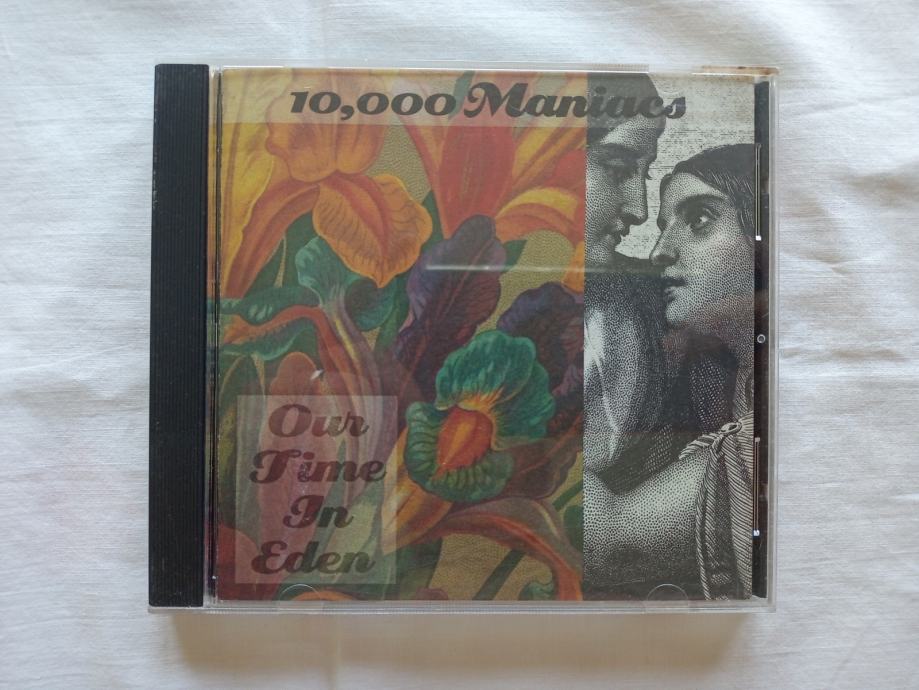 10,000 Maniacs
Our
Time
In
Eden